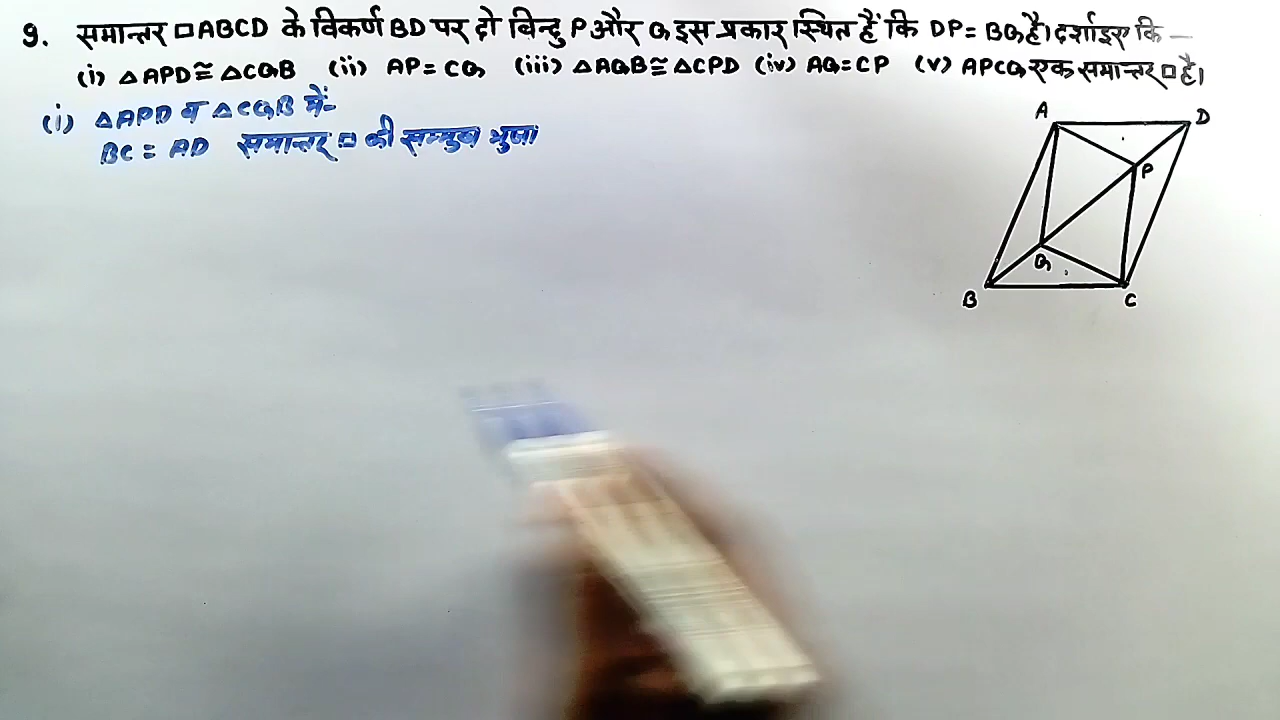 9. समान्तर □ABCD के विकर्ण BD पर दो बिन्दु P और Q इस प्रकार स्थित हैं कि DP = BQ है। दर्शाइए कि —
(i) △APD ≅ △CQB (ii) AP = CQ (iii) △AQB ≅ △CPD (iv) AQ = CP (v) APCQ एक समान्तर □ है।
(i) △APD व △CQB में-
BC = AD समान्तर □ की सम्मुख भुजा
A
D
P
Q
B
C